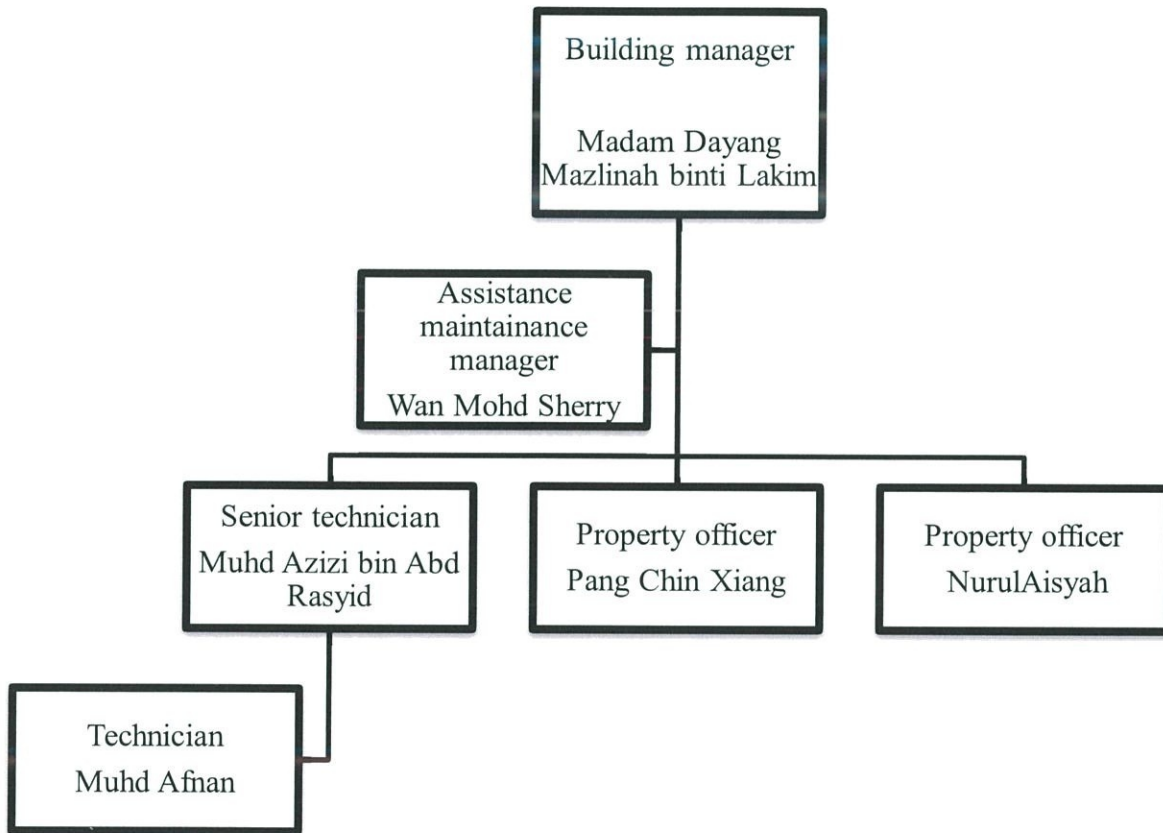 Building manager
Madam Dayang
Mazlinah binti Lakim
Assistance
maintainance
manager
Wan Mohd Sherry
Senior technician
Muhd Azizi bin Abd
Rasyid
Property officer
Pang Chin Xiang
Property officer
NurulAisyah
Technician
Muhd Afnan